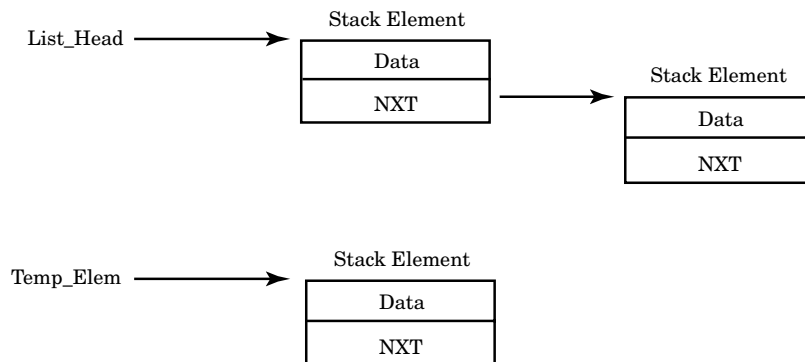 Stack Element
List_Head
Data
NXT
Stack Element
Data
NXT
Stack Element
Temp_Elem
Data
NXT